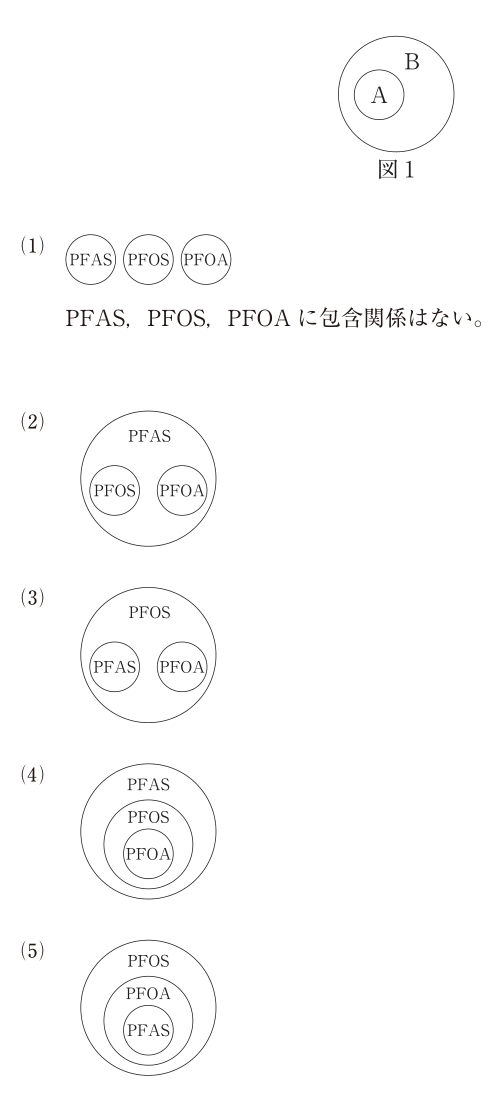 B
A
図 1
(1)
PFAS PFOS PFOA
PFAS, PFOS, PFOA に包含関係はない。
(2)
PFAS
PFOS PFOA
(3)
PFOS
PFAS PFOA
(4)
PFAS
PFOS
PFOA
(5)
PFOS
PFOA
PFAS